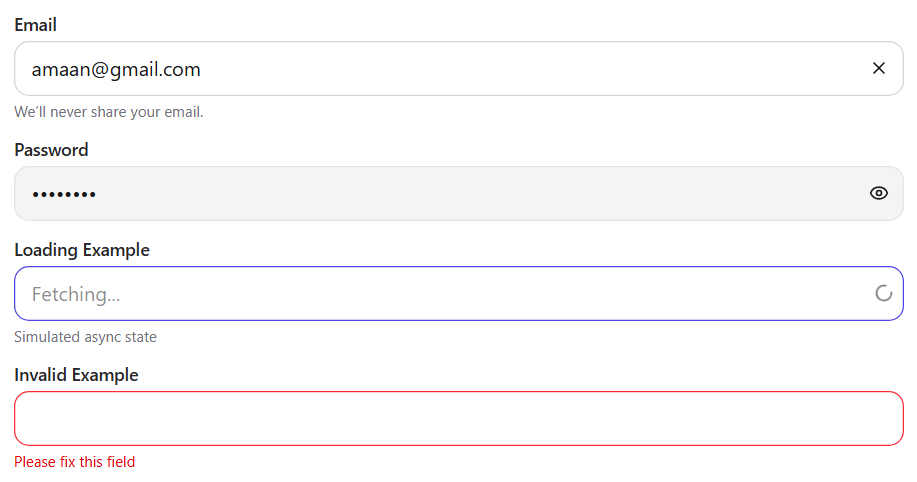 Email
amaan@gmail.com
We'll never share your email.
Password
••••••••
Loading Example
Fetching...
Simulated async state
Invalid Example
Please fix this field